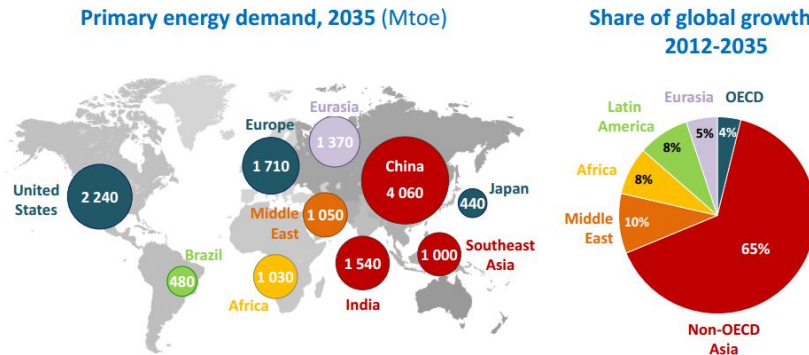 Primary energy demand, 2035 (Mtoe)
United
States
2 240
Brazil
480
Europe
1 710
Eurasia
1 370
China
4 060
Japan
440
Middle
East
1 050
Africa
1 030
India
1 540
Southeast
Asia
1 000
Share of global growth
2012-2035
OECD
4%
Eurasia
5%
Latin
America
8%
Africa
8%
Middle
East
10%
65%
Non-OECD
Asia